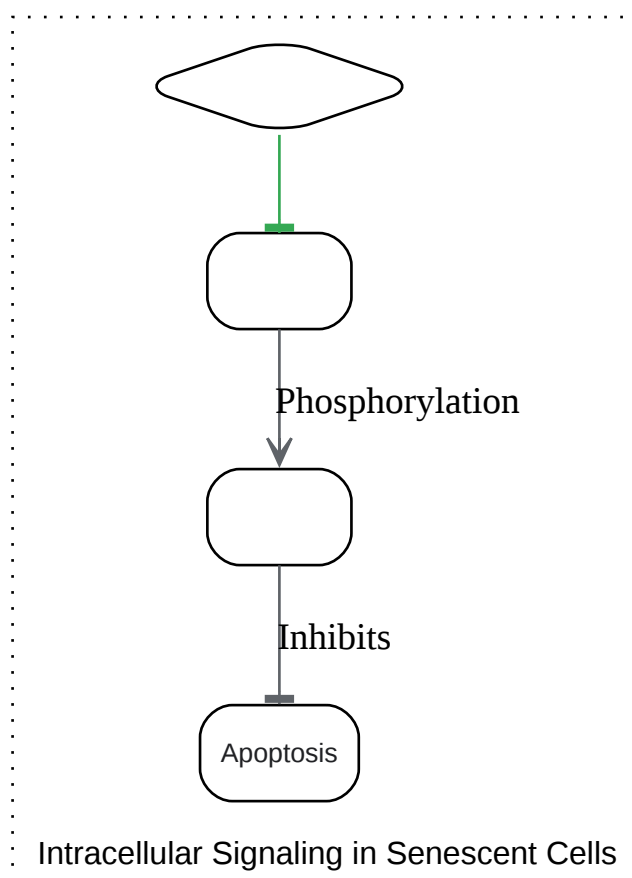 Phosphorylation
Inhibits
Apoptosis
Intracellular Signaling in Senescent Cells